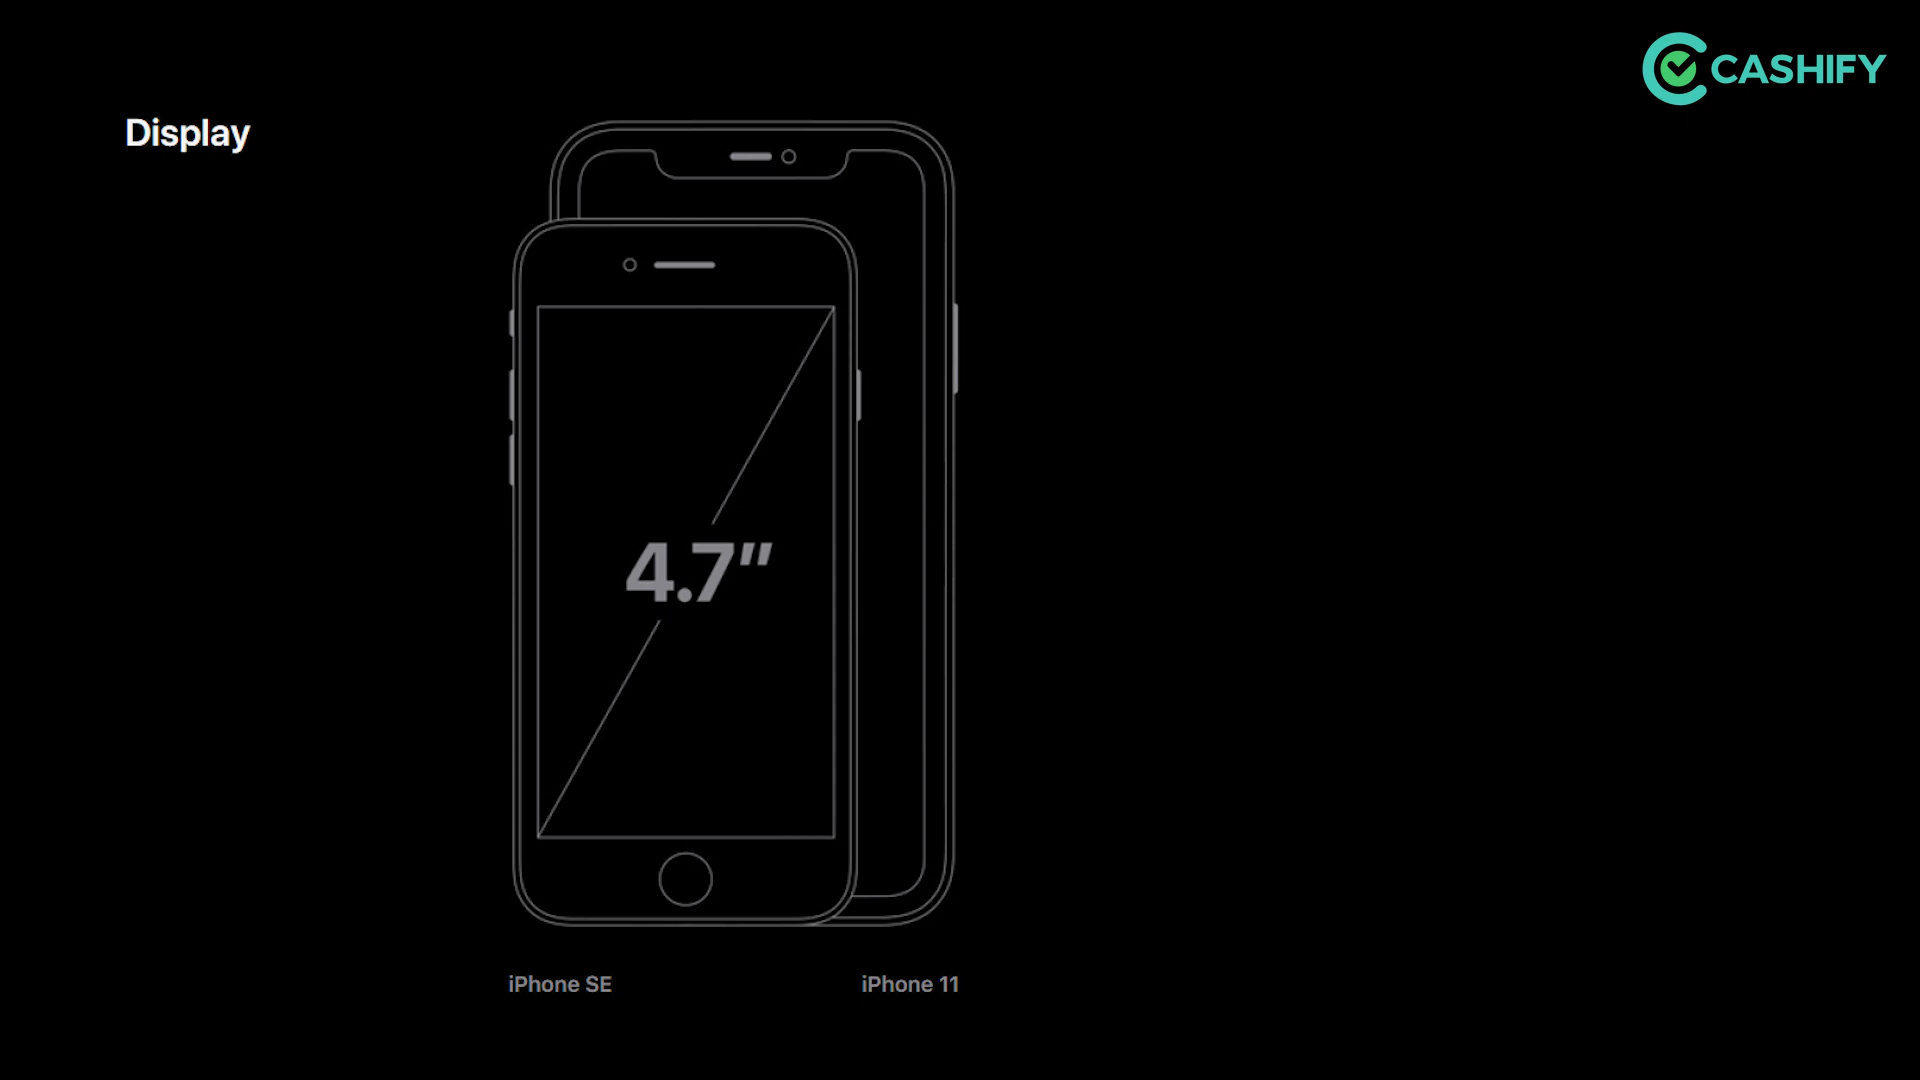 CASHIFY
Display
4.7″
iPhone SE
iPhone 11